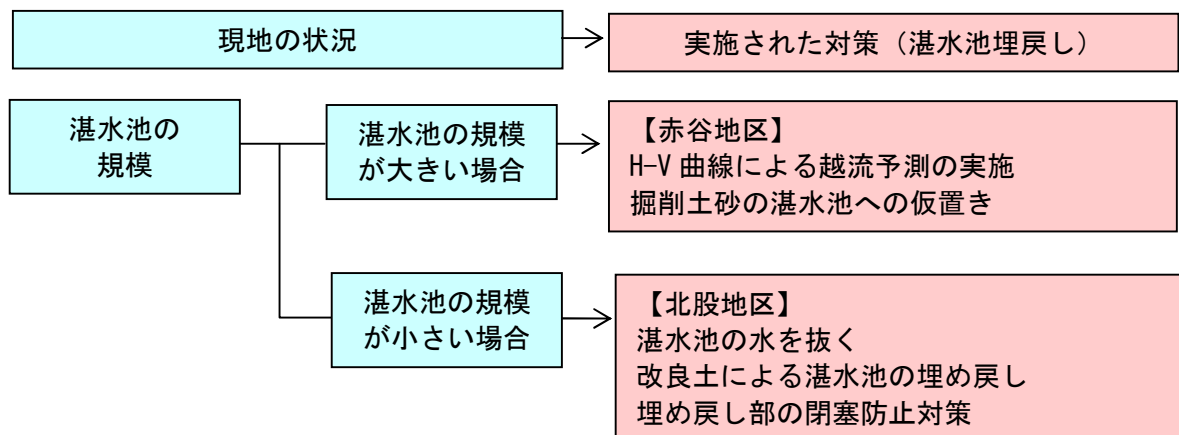 現地の状況
実施された対策（湛水池埋戻し）
湛水池の
規模
湛水池の規模
が大きい場合
【赤谷地区】
H-V 曲線による越流予測の実施
掘削土砂の湛水池への仮置き
湛水池の規模
が小さい場合
【北股地区】
湛水池の水を抜く
改良土による湛水池の埋め戻し
埋め戻し部の閉塞防止対策